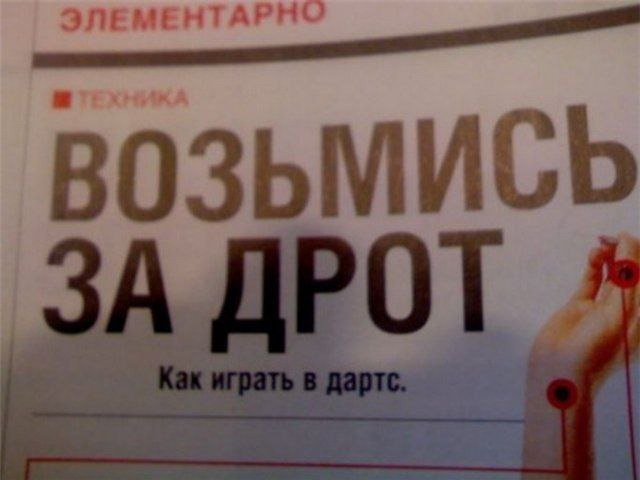 ЭЛЕМЕНТАРНО
ТЕХНИКА
ВОЗЬМИСЬ
ЗА ДРОТ
Как играть в дартс.